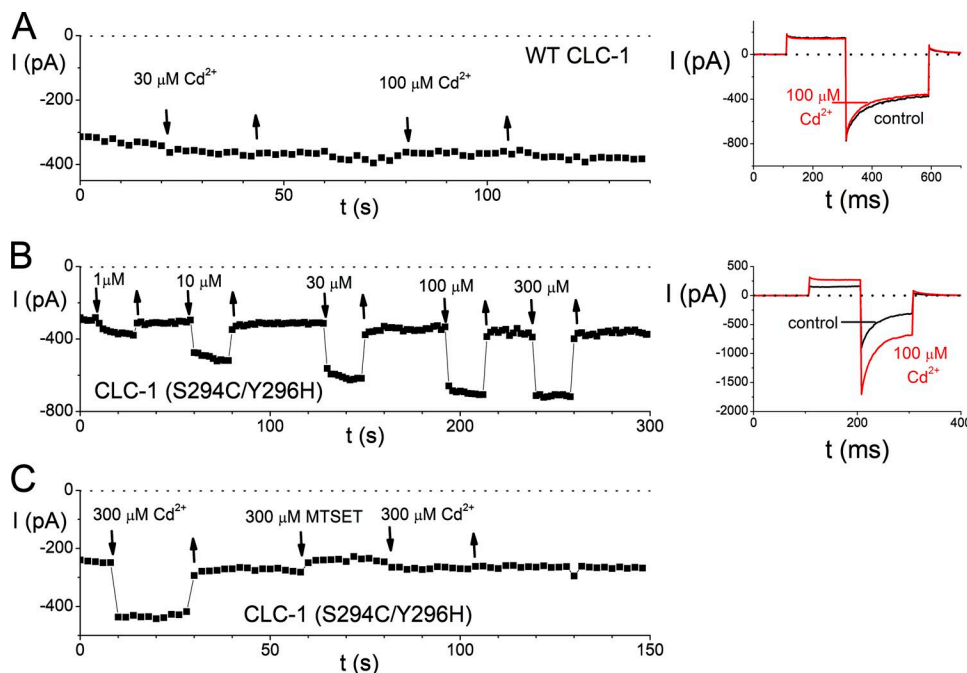 A
I (pA)
0
-200
-400
WT CLC-1
30 μM Cd²⁺
100 μM Cd²⁺
0
50
100
t (s)
I (pA)
0
-400
-800
100 μM
Cd²⁺
control
0
200
400
600
t (ms)
B
I (pA)
0
-400
-800
1μM
10 μM
30 μM
100 μM
300 μM
CLC-1 (S294C/Y296H)
0
100
200
300
t (s)
I (pA)
500
0
-500
-1000
-1500
-2000
control
100 μM
Cd²⁺
0
200
400
t (ms)
C
I (pA)
0
-200
-400
300 μM Cd²⁺
300 μM MTSET
300 μM Cd²⁺
CLC-1 (S294C/Y296H)
0
50
100
150
t (s)